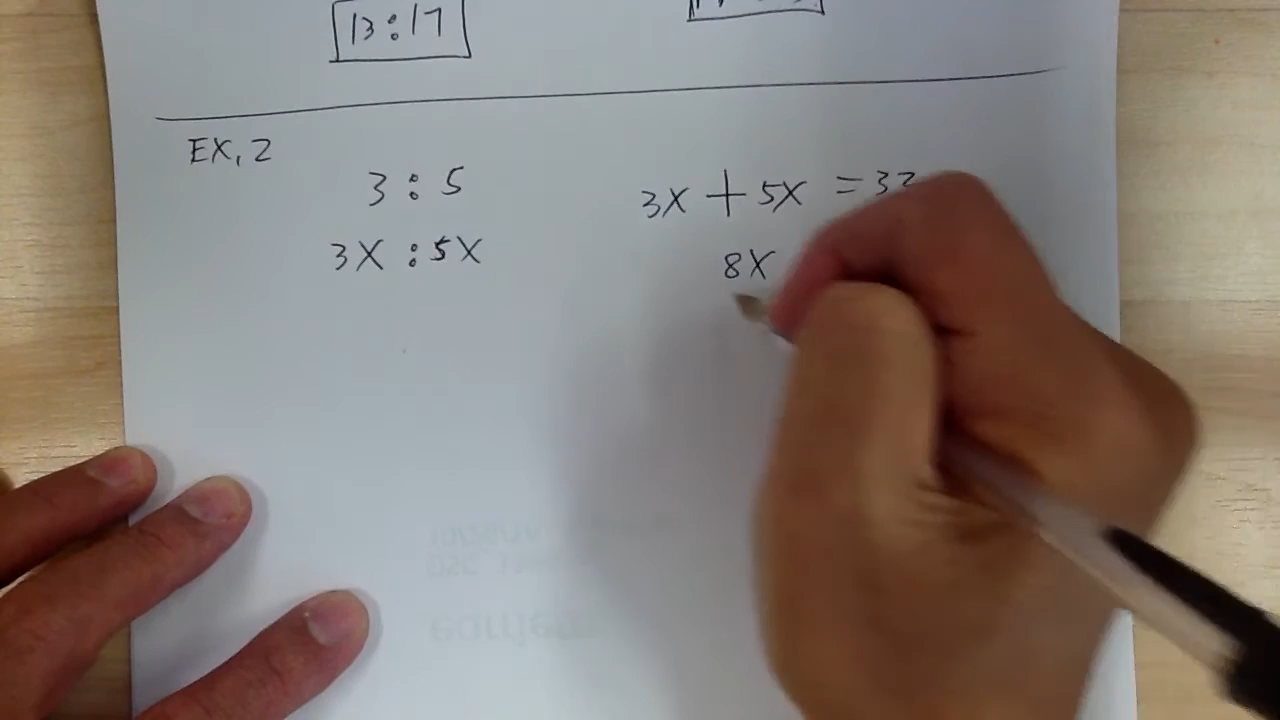 13:17
EX, 2
3 : 5
3X + 5X = 32
3X : 5X
8X